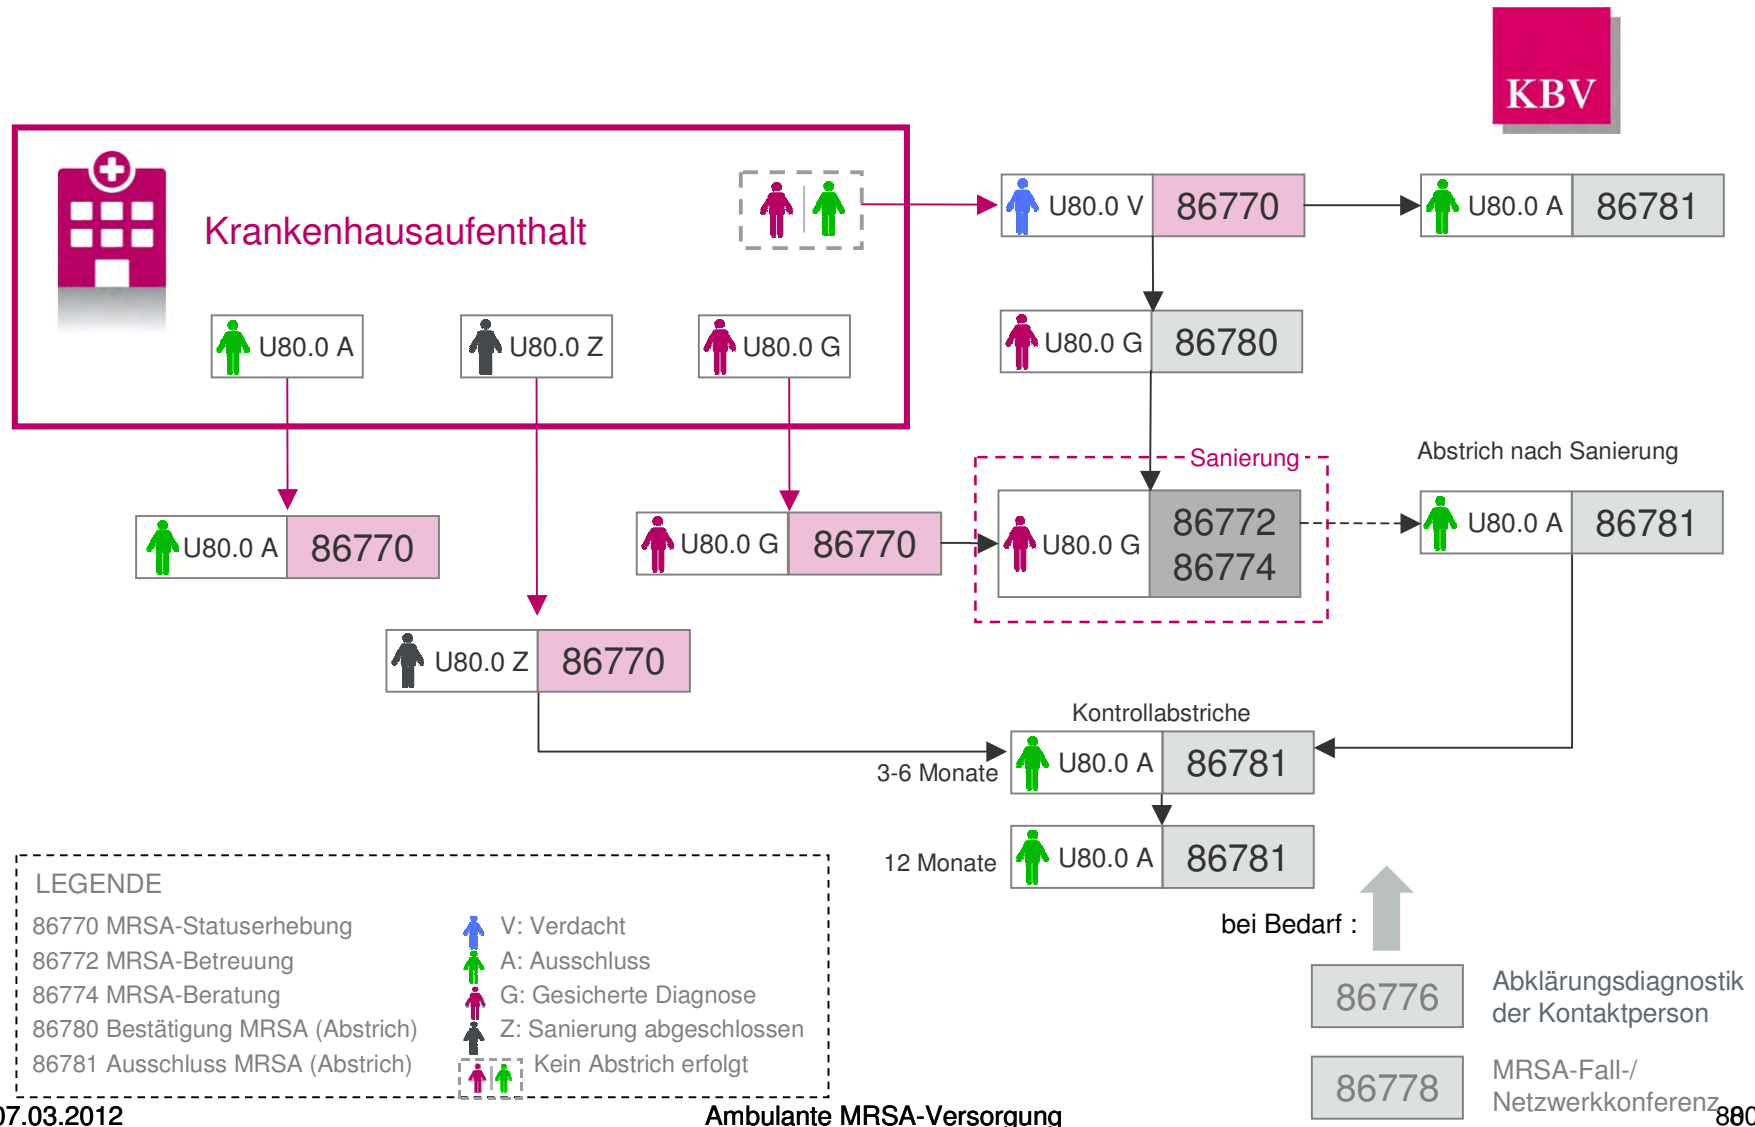 KBV
Krankenhausaufenthalt
U80.0 V 86770
U80.0 A 86781
U80.0 A
U80.0 Z
U80.0 G
U80.0 G 86780
Sanierung
Abstrich nach Sanierung
U80.0 A 86770
U80.0 G 86770
U80.0 G
86772
86774
U80.0 A 86781
U80.0 Z 86770
Kontrollabstriche
3-6 Monate
U80.0 A 86781
12 Monate
U80.0 A 86781
LEGENDE
86770 MRSA-Statuserhebung
86772 MRSA-Betreuung
86774 MRSA-Beratung
86780 Bestätigung MRSA (Abstrich)
86781 Ausschluss MRSA (Abstrich)
V: Verdacht
A: Ausschluss
G: Gesicherte Diagnose
Z: Sanierung abgeschlossen
Kein Abstrich erfolgt
bei Bedarf :
86776
Abklärungsdiagnostik
der Kontaktperson
86778
MRSA-Fall-/
Netzwerkkonferenz
07.03.2012
Ambulante MRSA-Versorgung